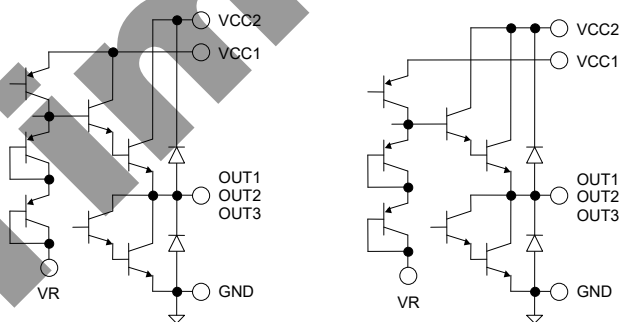 VCC2
VCC1
OUT1
OUT2
OUT3
VR
GND
VCC2
VCC1
OUT1
OUT2
OUT3
VR
GND